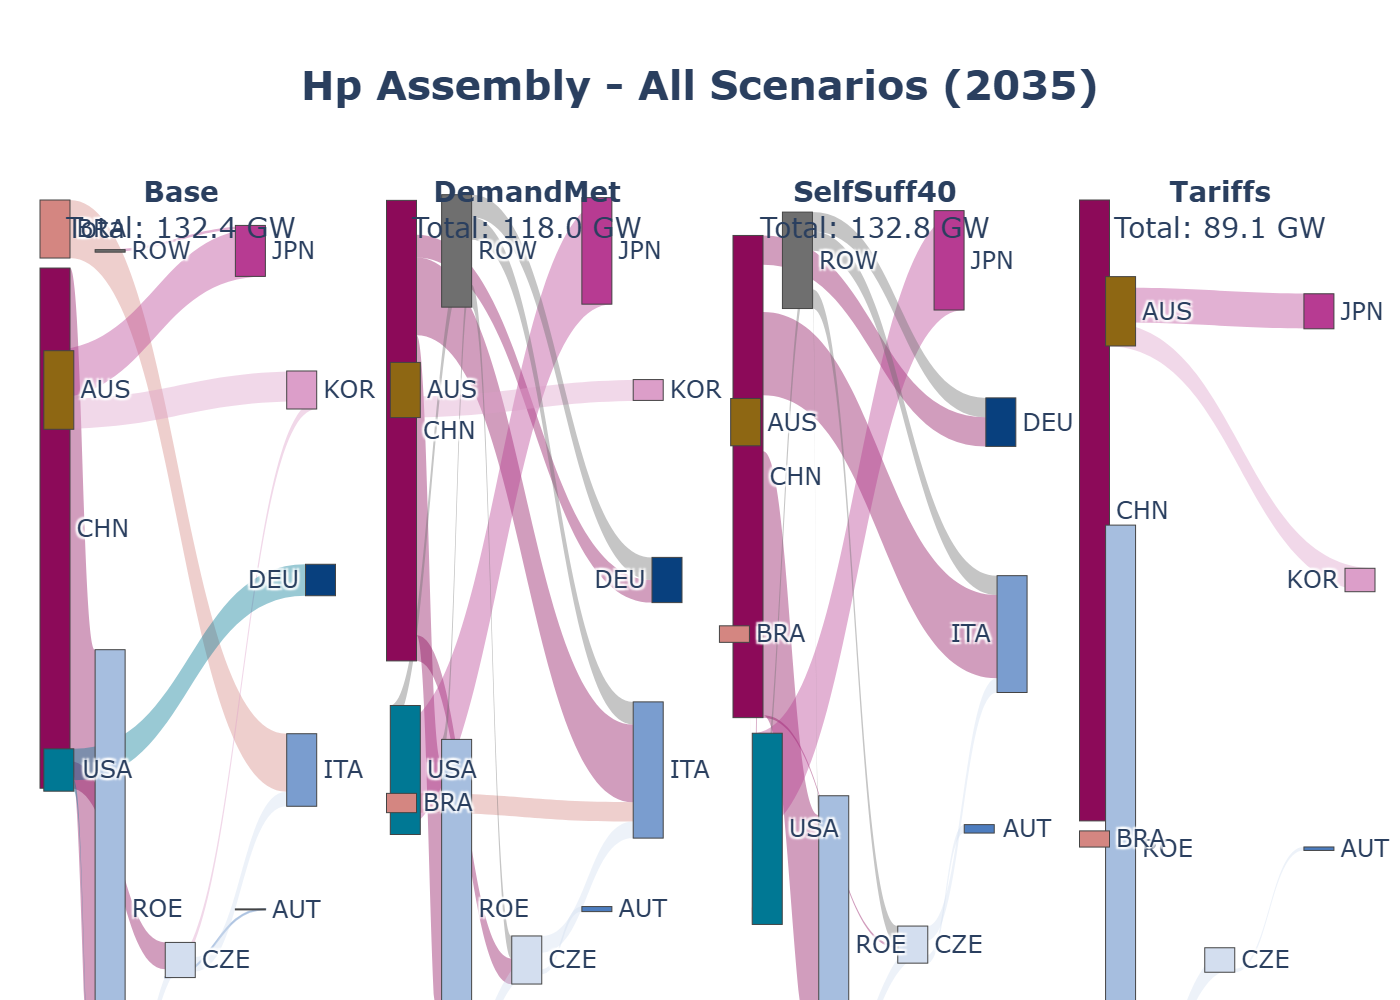 Hp Assembly - All Scenarios (2035)
Base
Total: 132.4 GW
BRA
ROW
JPN
AUS
KOR
CHN
DEU
USA
ITA
ROE
AUT
CZE
DemandMet
Total: 118.0 GW
ROW
JPN
AUS
KOR
CHN
DEU
USA
ITA
BRA
ROE
AUT
CZE
SelfSuff40
Total: 132.8 GW
ROW
JPN
AUS
DEU
CHN
BRA
ITA
USA
AUT
ROE
CZE
Tariffs
Total: 89.1 GW
AUS
JPN
CHN
KOR
BRA
ROE
AUT
CZE